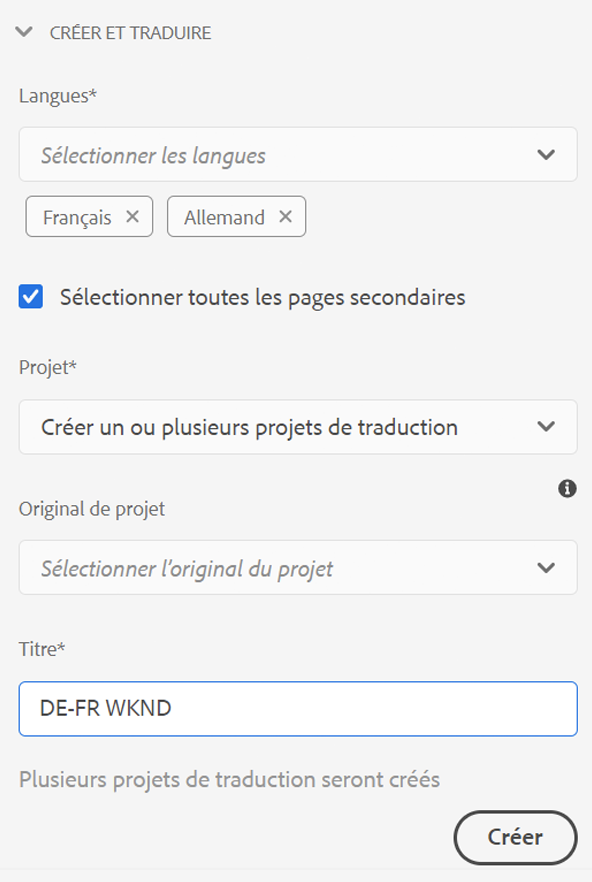 CRÉER ET TRADUIRE
Langues*
Sélectionner les langues
Français ×
Allemand ×
Sélectionner toutes les pages secondaires
Projet*
Créer un ou plusieurs projets de traduction
Original de projet
Sélectionner l’original du projet
Titre*
DE-FR WKND
Plusieurs projets de traduction seront créés
Créer